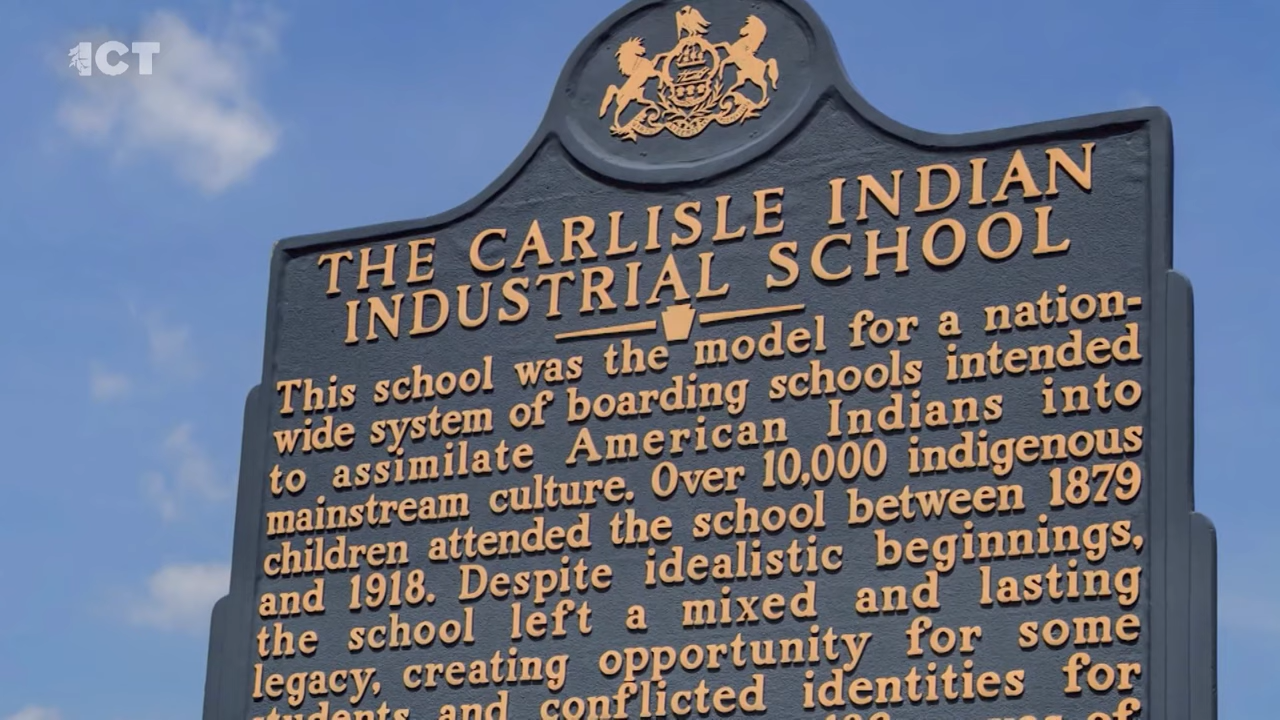 ICT
THE CARLISLE INDIAN
INDUSTRIAL SCHOOL
This school was the model for a nation-
wide system of boarding schools intended
to assimilate American Indians into
mainstream culture. Over 10,000 indigenous
children attended the school between 1879
and 1918. Despite idealistic beginnings,
the school left a mixed and lasting
legacy, creating opportunity for some
students and conflicted identities for
of